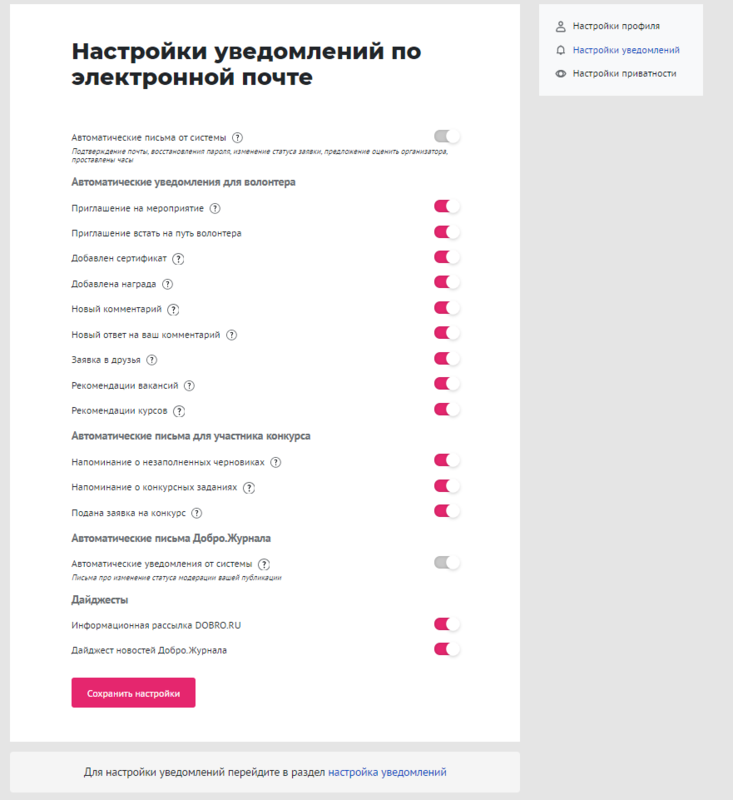 Настройки уведомлений по
электронной почте
Автоматические письма от системы ?
Подтверждение почты, восстановления пароля, изменение статуса заявки, предложение оценить организатора,
проставлены часы
Автоматические уведомления для волонтера
Приглашение на мероприятие ?
Приглашение встать на путь волонтера
Добавлен сертификат ?
Добавлена награда ?
Новый комментарий ?
Новый ответ на ваш комментарий ?
Заявка в друзья ?
Рекомендации вакансий ?
Рекомендации курсов ?
Автоматические письма для участника конкурса
Напоминание о незаполненных черновиках ?
Напоминание о конкурсных заданиях ?
Подана заявка на конкурс ?
Автоматические письма Добро.Журнала
Автоматические уведомления от системы ?
Письма про изменение статуса модерации вашей публикации
Дайджесты
Информационная рассылка DOBRO.RU
Дайджест новостей Добро.Журнала
Сохранить настройки
Для настройки уведомлений перейдите в раздел настройка уведомлений
Настройки профиля
Настройки уведомлений
Настройки приватности